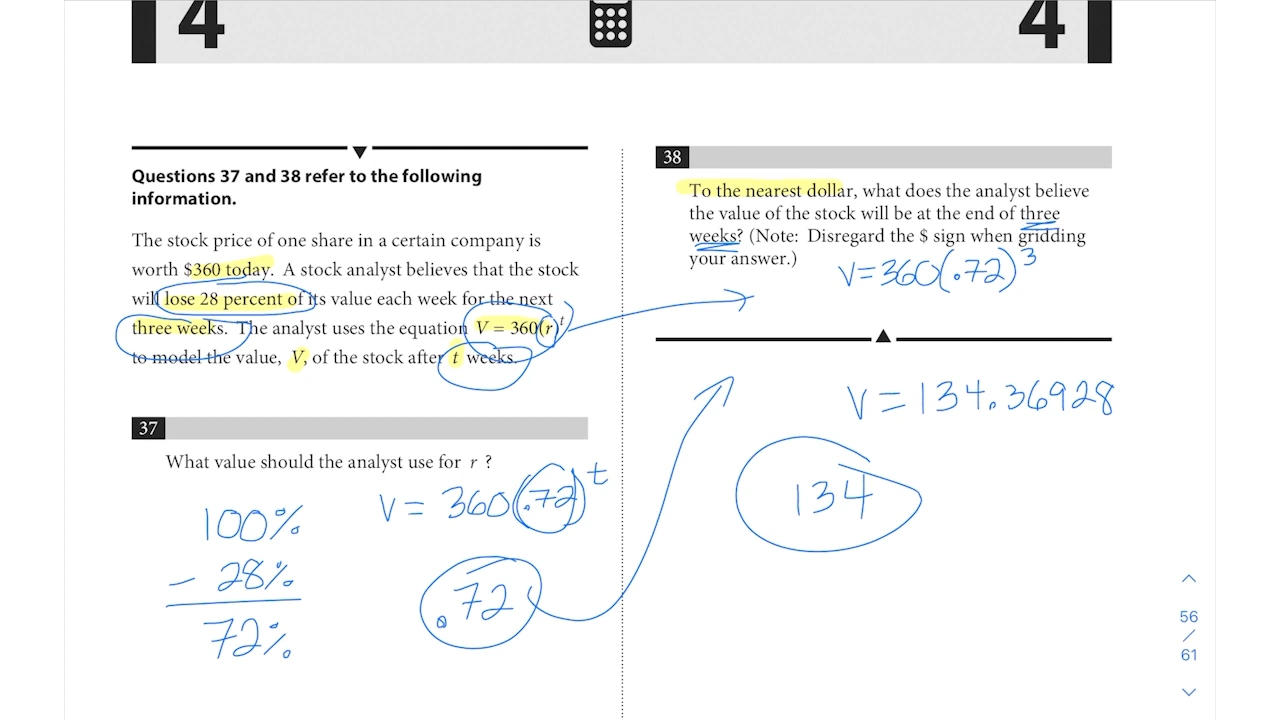 4
4
Questions 37 and 38 refer to the following
information.
The stock price of one share in a certain company is
worth $360 today. A stock analyst believes that the stock
will lose 28 percent of its value each week for the next
three weeks. The analyst uses the equation V = 360(r)^t
to model the value, V, of the stock after t weeks.
37
What value should the analyst use for r ?
100%
- 28%
72%
V = 360(.72)^t
.72
38
To the nearest dollar, what does the analyst believe
the value of the stock will be at the end of three
weeks? (Note: Disregard the $ sign when gridding
your answer.)
V=360(.72)^3
V=134.36928
134
56
/
61